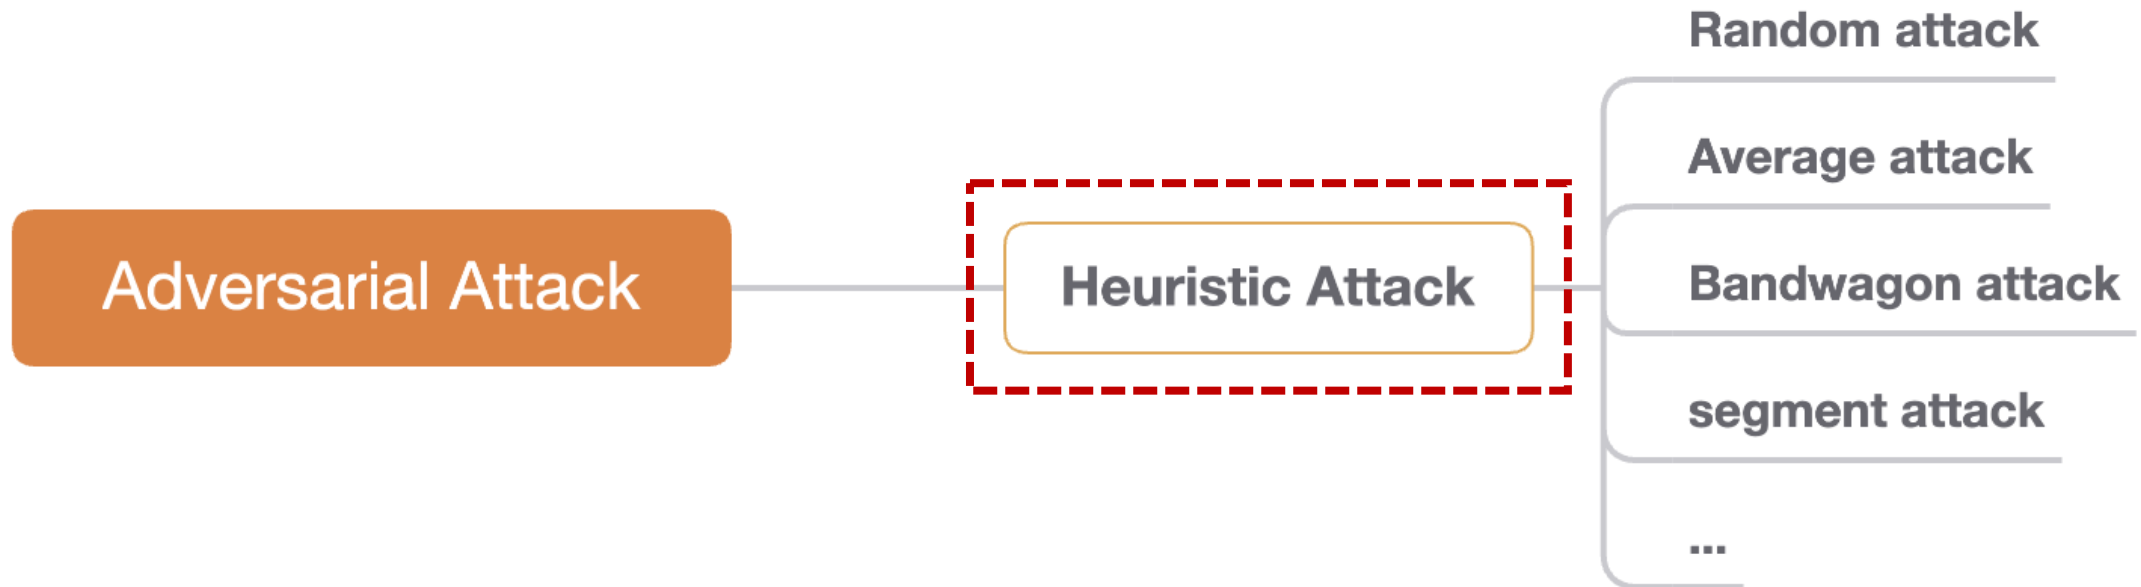 Adversarial Attack
Heuristic Attack
Random attack
Average attack
Bandwagon attack
segment attack
...